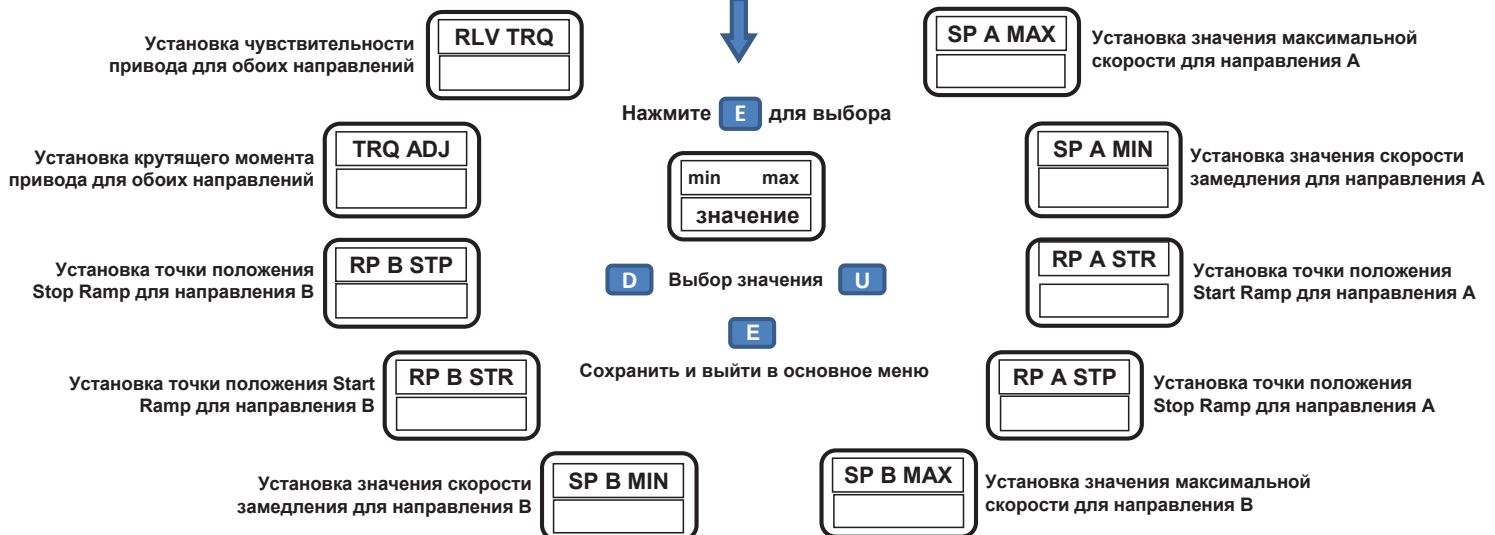 RLV TRQ
Установка чувствительности
привода для обоих направлений
SP A MAX
Установка значения максимальной
скорости для направления A
Нажмите E для выбора
TRQ ADJ
Установка крутящего момента
привода для обоих направлений
min max
значение
SP A MIN
Установка значения скорости
замедления для направления A
RP B STP
Установка точки положения
Stop Ramp для направления B
D Выбор значения U
RP A STR
Установка точки положения
Start Ramp для направления A
E
Сохранить и выйти в основное меню
RP B STR
Установка точки положения Start
Ramp для направления B
RP A STP
Установка точки положения
Stop Ramp для направления A
SP B MIN
Установка значения скорости
замедления для направления B
SP B MAX
Установка значения максимальной
скорости для направления B